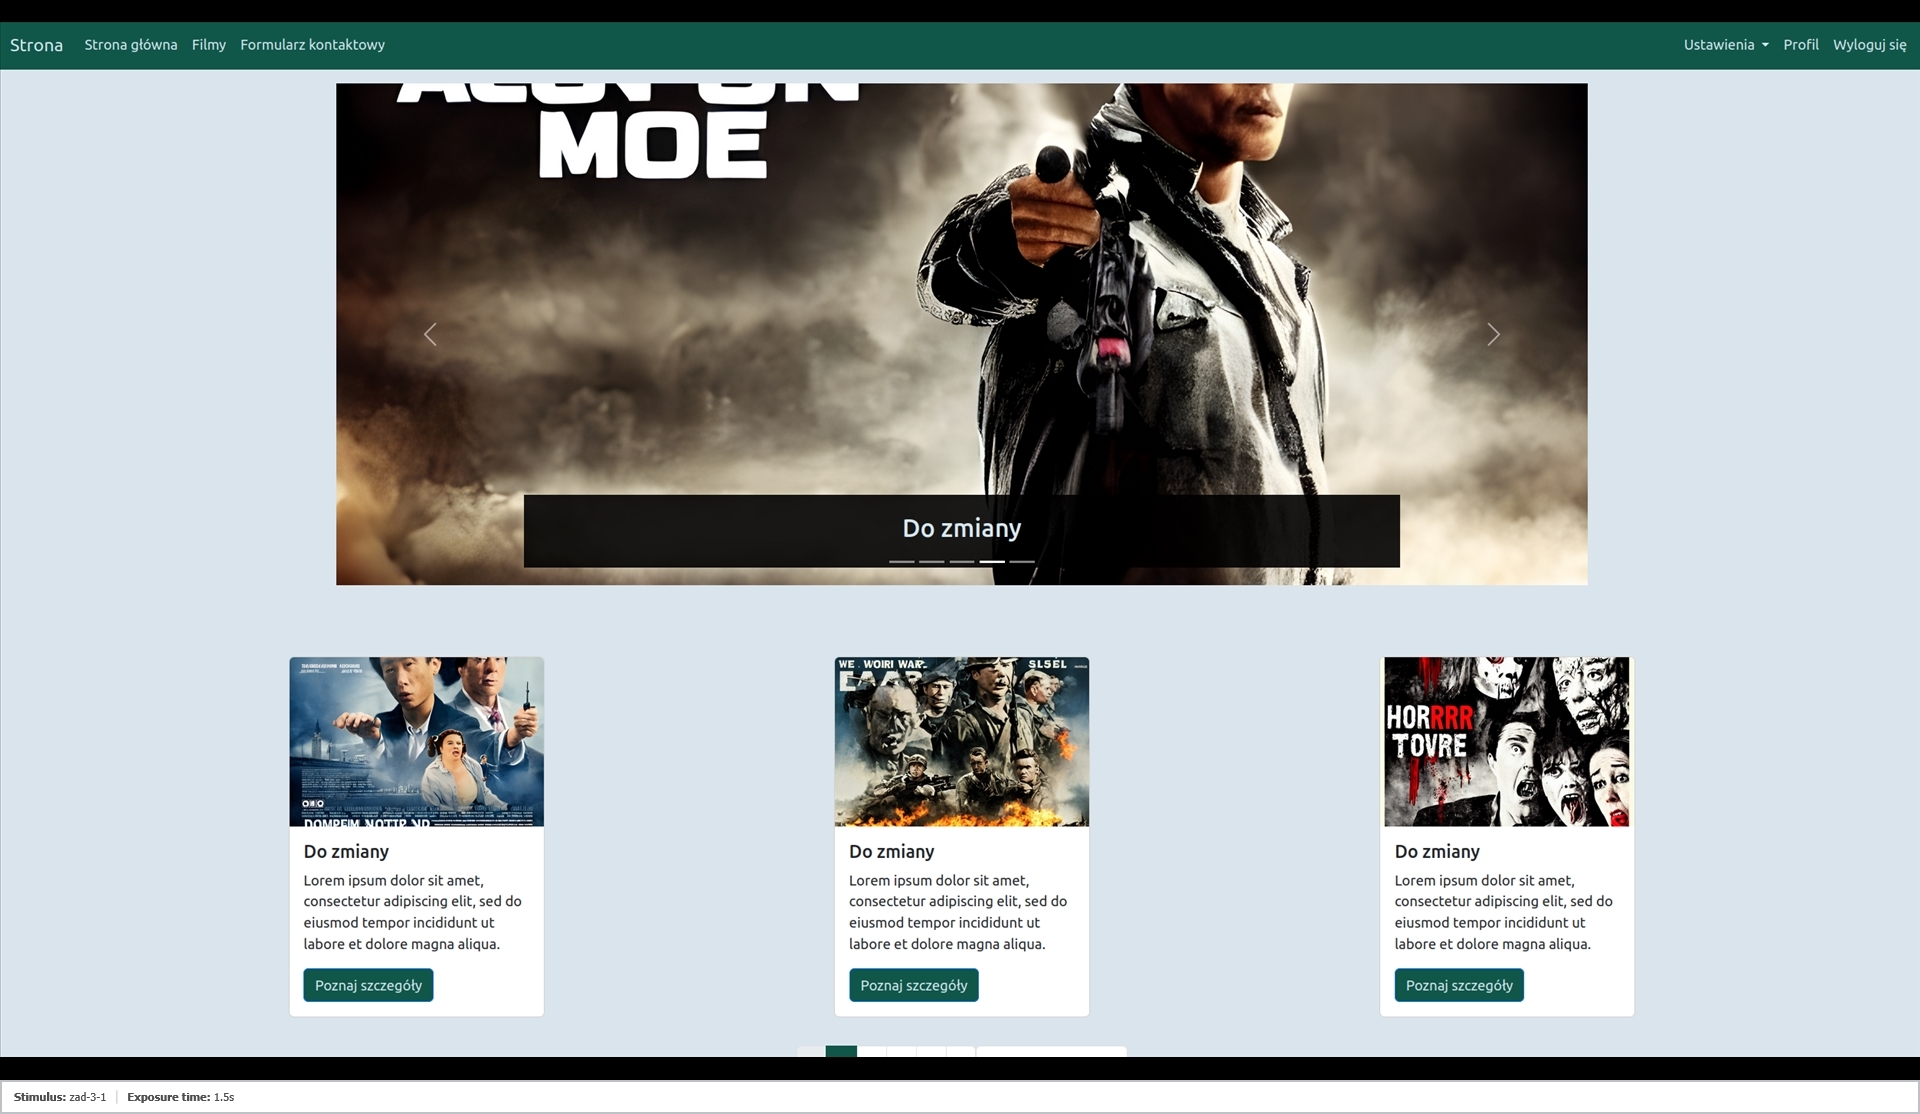 Strona Strona główna Filmy Formularz kontaktowy Ustawienia Profil Wyloguj się
MOE
Do zmiany
WE WOIRI WAR SLSEL
HORRRR
TOVRE
Do zmiany
Lorem ipsum dolor sit amet,
consectetur adipiscing elit, sed do
eiusmod tempor incididunt ut
labore et dolore magna aliqua.
Poznaj szczegóły
Do zmiany
Lorem ipsum dolor sit amet,
consectetur adipiscing elit, sed do
eiusmod tempor incididunt ut
labore et dolore magna aliqua.
Poznaj szczegóły
Do zmiany
Lorem ipsum dolor sit amet,
consectetur adipiscing elit, sed do
eiusmod tempor incididunt ut
labore et dolore magna aliqua.
Poznaj szczegóły
Stimulus: zad-3-1 Exposure time: 1.5s